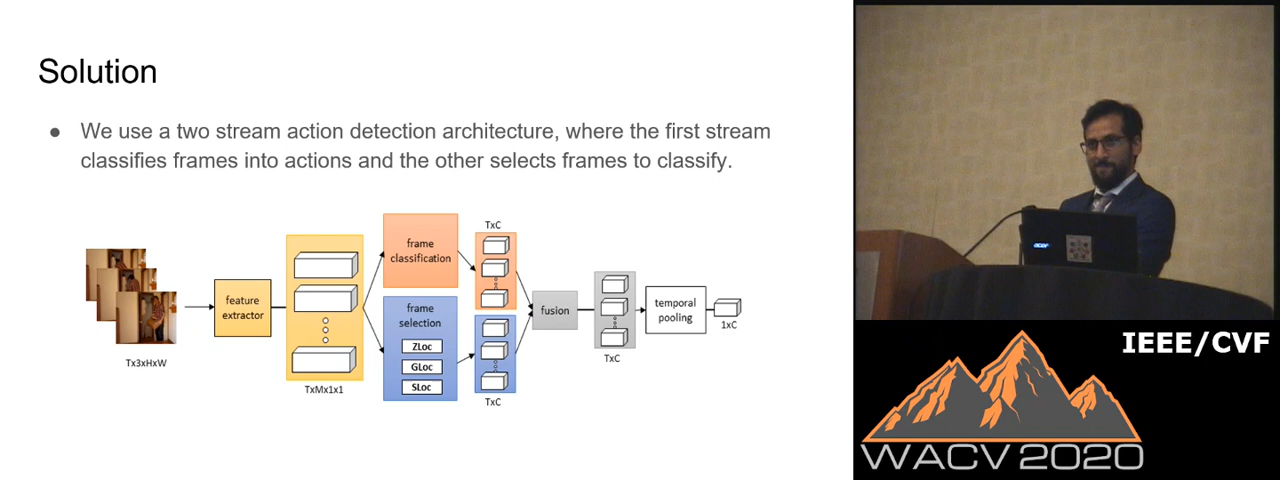 Solution
● We use a two stream action detection architecture, where the first stream
classifies frames into actions and the other selects frames to classify.
Tx3xHxW
feature
extractor
TxMx1x1
frame
classification
frame
selection
ZLoc
GLoc
SLoc
TxC
TxC
fusion
TxC
temporal
pooling
1xC
acer
IEEE/CVF
WACV 2020